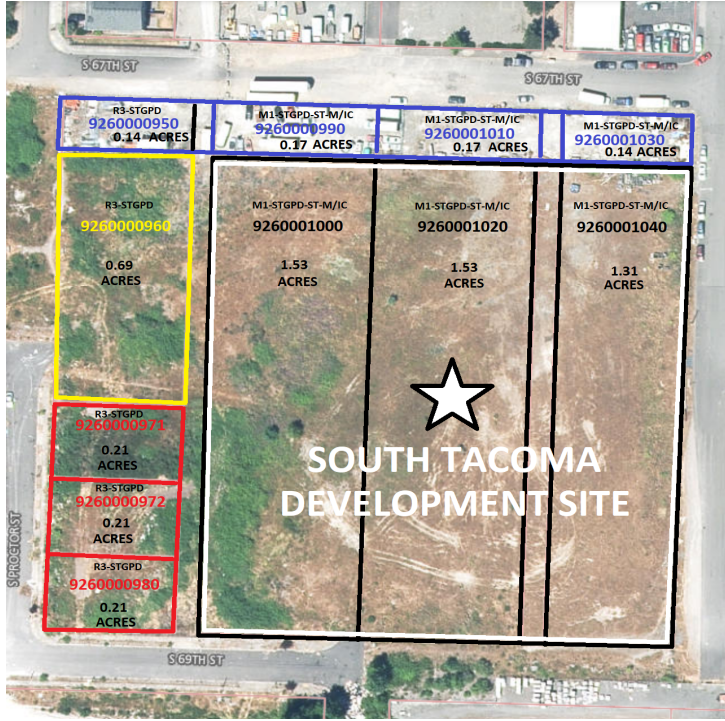 S 67TH ST
S 67TH ST
R3-STGPD
9260000950
0.14 ACRES
M1-STGPD-ST-M/IC
9260000990
0.17 ACRES
M1-STGPD-ST-M/IC
9260001010
0.17 ACRES
M1-STGPD-ST-M/IC
9260001030
0.14 ACRES
R3-STGPD
9260000960
0.69
ACRES
M1-STGPD-ST-M/IC
9260001000
1.53
ACRES
M1-STGPD-ST-M/IC
9260001020
1.53
ACRES
M1-STGPD-ST-M/IC
9260001040
1.31
ACRES
R3-STGPD
9260000971
0.21
ACRES
R3-STGPD
9260000972
0.21
ACRES
R3-STGPD
9260000980
0.21
ACRES
SOUTH TACOMA
DEVELOPMENT SITE
S PROCTOR ST
S 69TH ST